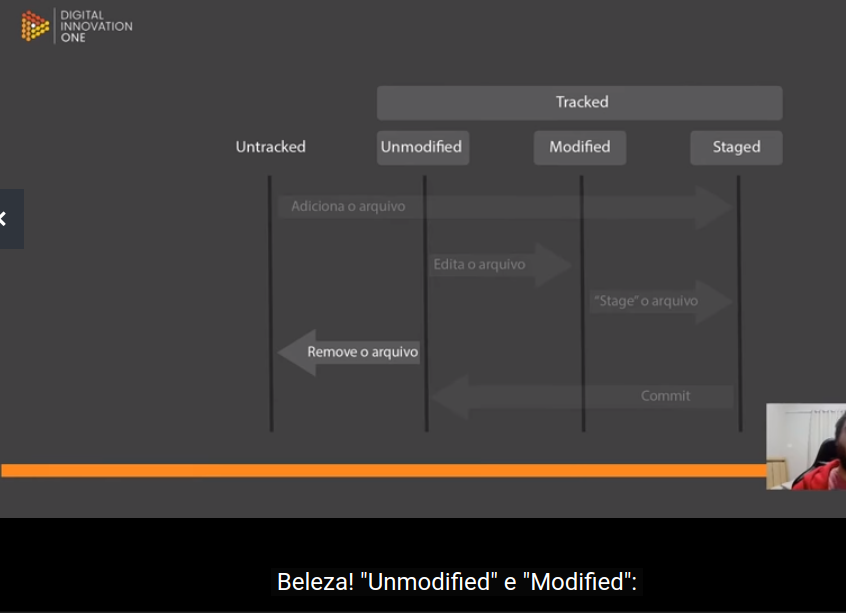 DIGITAL
INNOVATION
ONE
Tracked
Untracked
Unmodified
Modified
Staged
Adiciona o arquivo
Edita o arquivo
“Stage” o arquivo
Remove o arquivo
Commit
Beleza! "Unmodified" e "Modified":